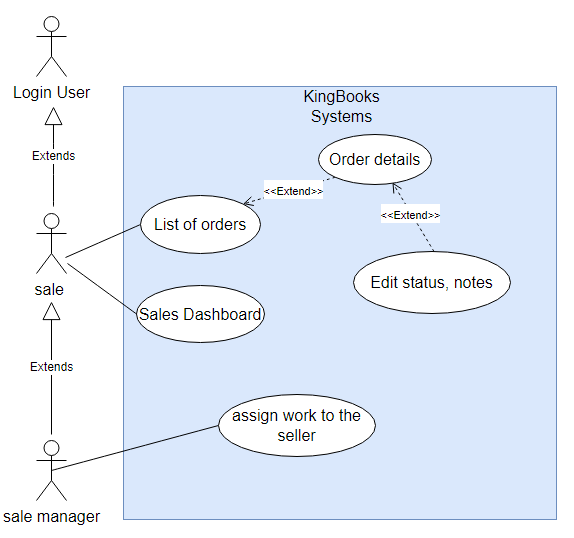 Login User
KingBooks
Systems
Extends
Order details
<<Extend>>
<<Extend>>
List of orders
sale
Edit status, notes
Sales Dashboard
Extends
assign work to the
seller
sale manager